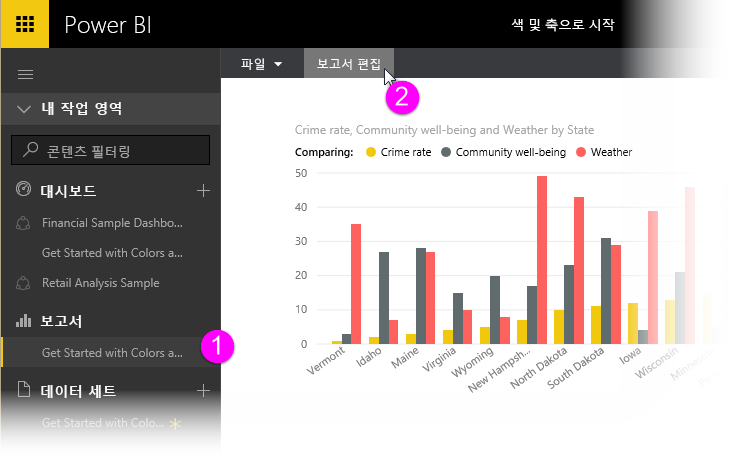 Power BI
색 및 축으로 시작
파일
보고서 편집
2
내 작업 영역
콘텐츠 필터링
대시보드
Financial Sample Dashbo...
Get Started with Colors a...
Retail Analysis Sample
보고서
Get Started with Colors a...
1
데이터 세트
Get Started with Colo...
Crime rate, Community well-being and Weather by State
Comparing: Crime rate Community well-being Weather
50
40
30
20
10
0
Vermont
Idaho
Maine
Virginia
Wyoming
New Hampsh...
North Dakota
South Dakota
Iowa
Wisconsin